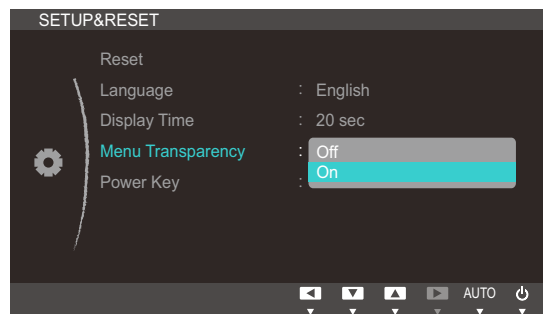 SETUP&RESET
Reset
Language : English
Display Time : 20 sec
Menu Transparency : Off
On
Power Key :
AUTO